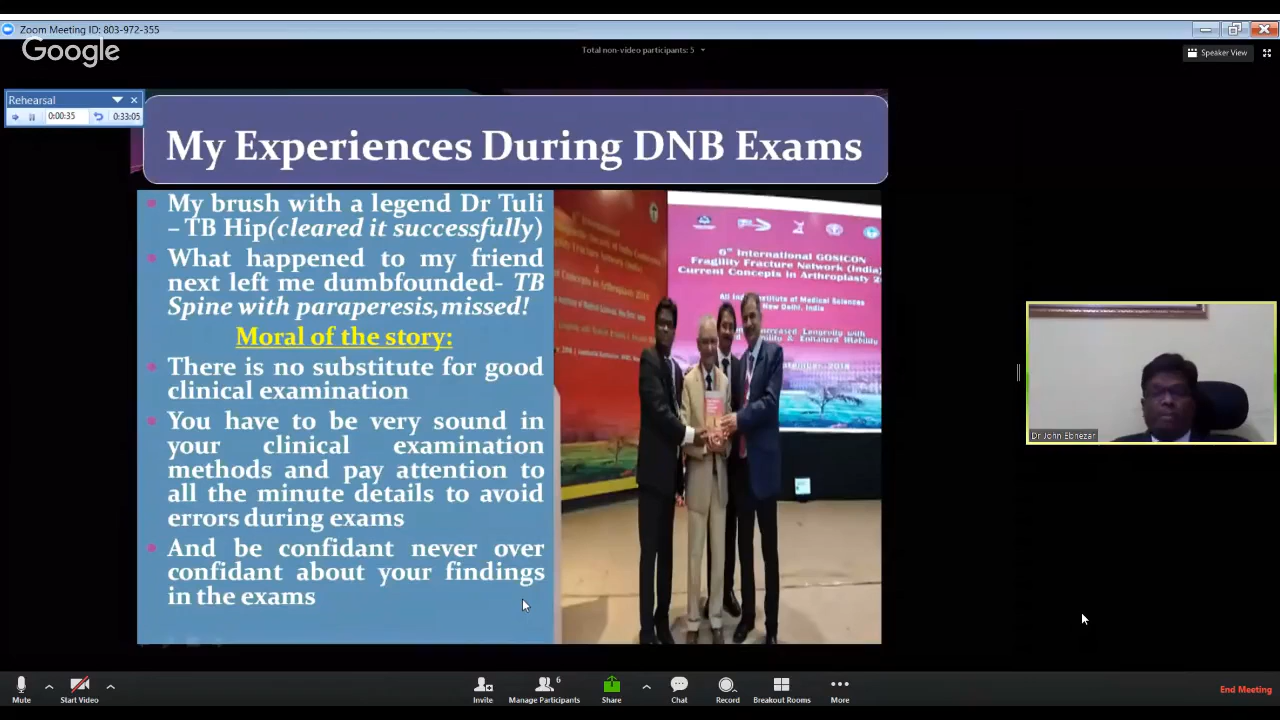 Zoom Meeting ID: 803-972-355
Google
Total non-video participants: 5
Speaker View
Rehearsal
0:00:35
0:33:05
My Experiences During DNB Exams
My brush with a legend Dr Tuli
– TB Hip(cleared it successfully)
What happened to my friend
next left me dumbfounded- TB
Spine with paraperesis,missed!
Moral of the story:
There is no substitute for good
clinical examination
You have to be very sound in
your clinical examination
methods and pay attention to
all the minute details to avoid
errors during exams
And be confidant never over
confidant about your findings
in the exams
6th International GOSICON
Fragility Fracture Network (India)
Current Concepts in Arthroplasty
All India Institute of Medical Sciences
New Delhi, India
Dr John Ebnezar
Mute
Start Video
Invite
6
Manage Participants
Share
Chat
Record
Breakout Rooms
More
End Meeting